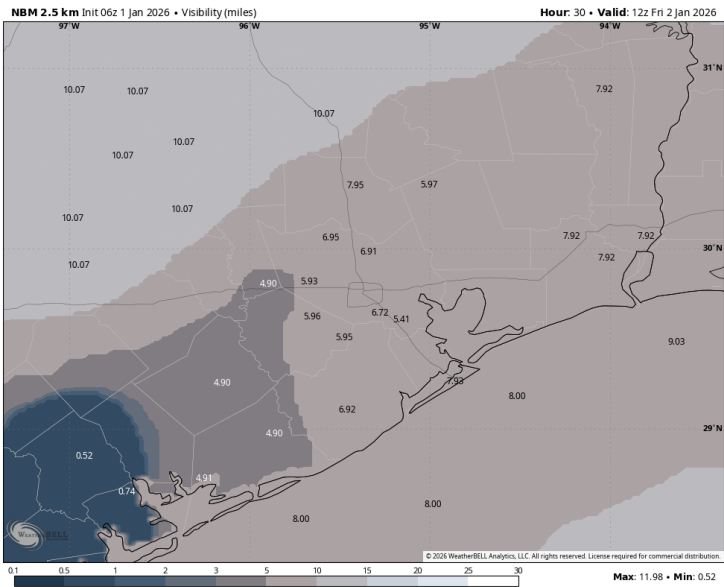 NBM 2.5 km Init 06z 1 Jan 2026 • Visibility (miles) Hour: 30 • Valid: 12z Fri 2 Jan 2026
97°W 96°W 95°W 94°W
31°N
10.07 10.07 7.92
10.07
10.07
10.07
7.95 5.97
10.07
10.07
6.95 7.92 7.92
6.91
30°N
7.92
10.07
4.90 5.93
5.96 6.72 5.41
5.95 9.03
4.90 7.93
8.00
6.92
4.90 29°N
0.52
4.91
0.74
8.00
8.00
WeatherBELL
© 2026 WeatherBELL Analytics, LLC. All rights reserved. License required for commercial distribution.
0.1 0.5 1 2 3 5 10 15 20 25 30
Max: 11.98 • Min: 0.52